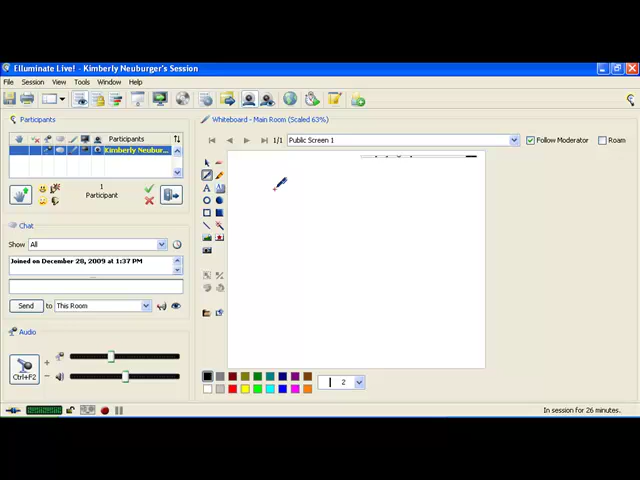 Elluminate Live! - Kimberly Neuburger's Session
File Session View Tools Window Help
Participants
Participants
Kimberly Neubur...
1
Participant
Chat
Show All
Joined on December 28, 2009 at 1:37 PM
Send to This Room
Audio
Ctrl+F2
Whiteboard - Main Room (Scaled 63%)
1/1 Public Screen 1 Follow Moderator Roam
A A
2
In session for 26 minutes.